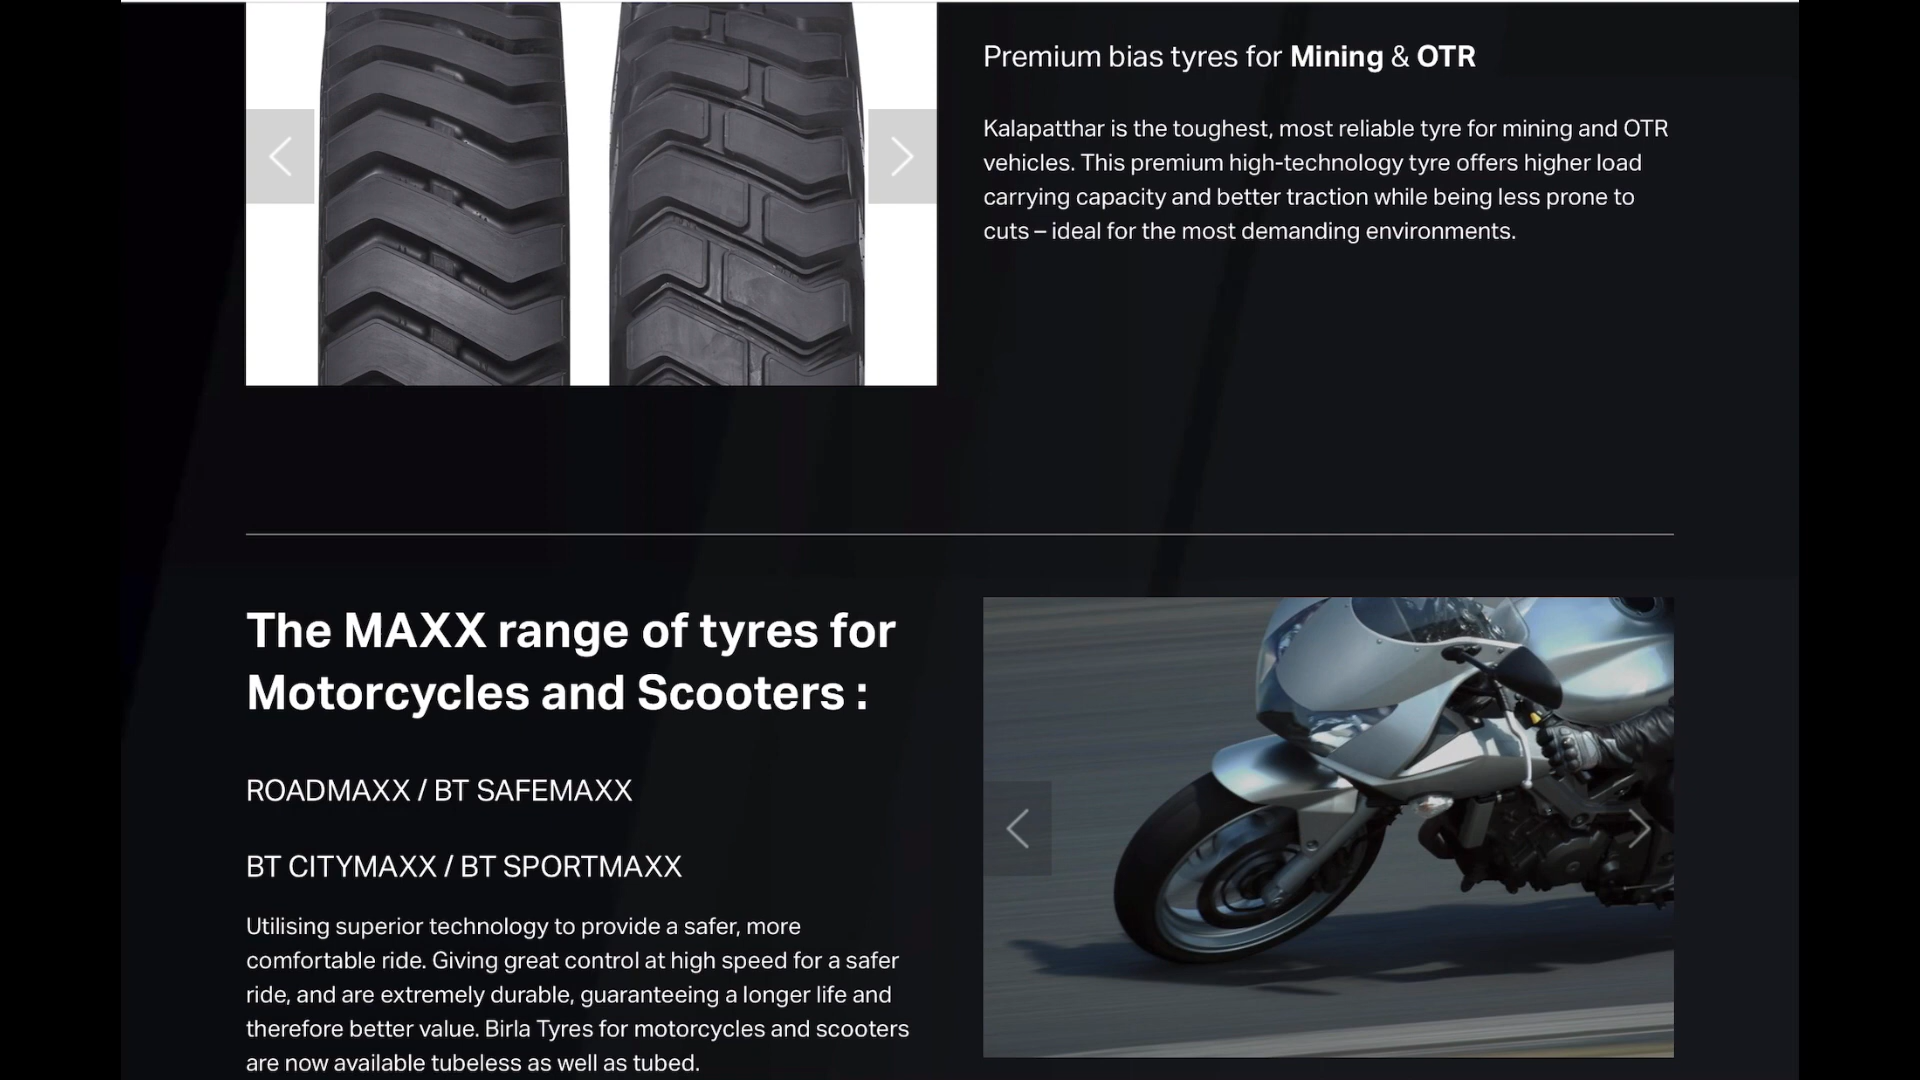 Premium bias tyres for Mining & OTR
Kalapatthar is the toughest, most reliable tyre for mining and OTR
vehicles. This premium high-technology tyre offers higher load
carrying capacity and better traction while being less prone to
cuts – ideal for the most demanding environments.
The MAXX range of tyres for
Motorcycles and Scooters :
ROADMAXX / BT SAFEMAXX
BT CITYMAXX / BT SPORTMAXX
Utilising superior technology to provide a safer, more
comfortable ride. Giving great control at high speed for a safer
ride, and are extremely durable, guaranteeing a longer life and
therefore better value. Birla Tyres for motorcycles and scooters
are now available tubeless as well as tubed.